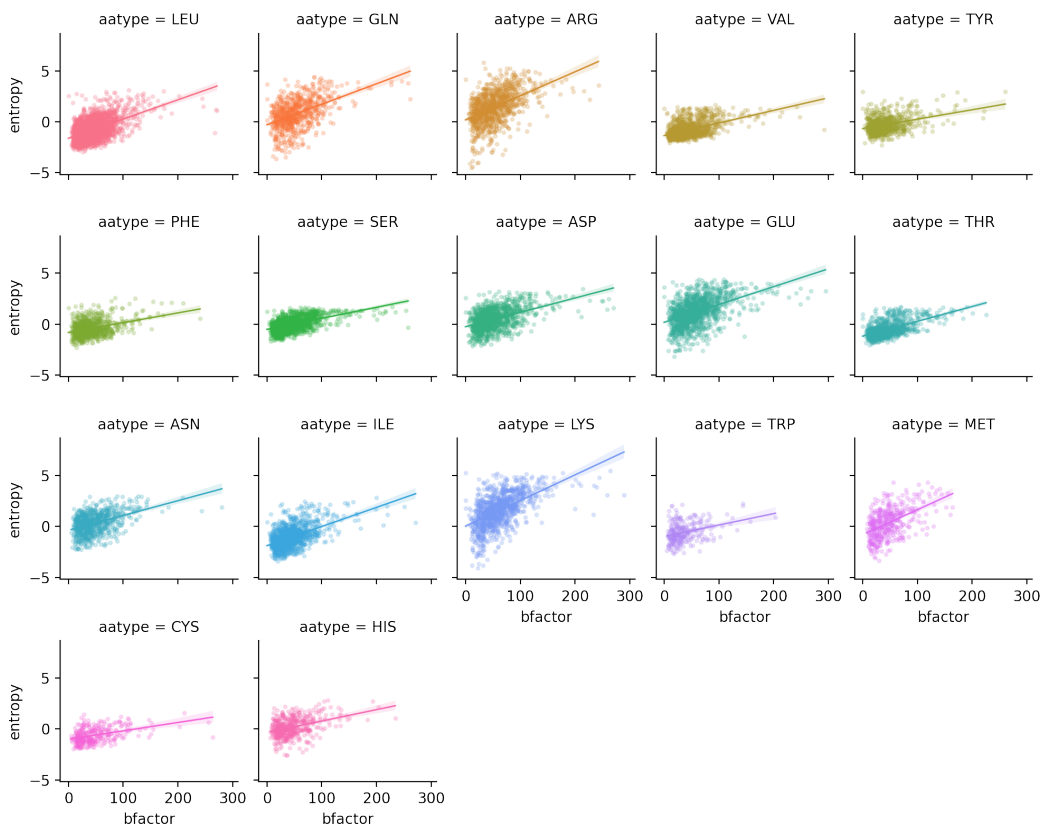 aatype = LEU
aatype = GLN
aatype = ARG
aatype = VAL
aatype = TYR
entropy
5
0
−5
aatype = PHE
aatype = SER
aatype = ASP
aatype = GLU
aatype = THR
entropy
5
0
−5
aatype = ASN
aatype = ILE
aatype = LYS
aatype = TRP
aatype = MET
entropy
5
0
−5
0 100 200 300
bfactor
0 100 200 300
bfactor
0 100 200 300
bfactor
aatype = CYS
aatype = HIS
entropy
5
0
−5
0 100 200 300
bfactor
0 100 200 300
bfactor